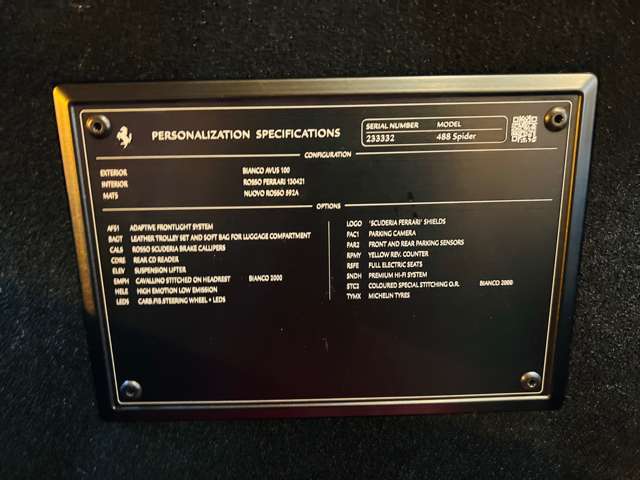 PERSONALIZATION SPECIFICATIONS
SERIAL NUMBER MODEL
233332 488 Spider
CONFIGURATION
EXTERIOR BIANCO AVUS 100
INTERIOR ROSSO FERRARI 130421
MATS NUOVO ROSSO 592A
OPTIONS
AFS1 ADAPTIVE FRONTLIGHT SYSTEM
BAGT LEATHER TROLLEY SET AND SOFT BAG FOR LUGGAGE COMPARTMENT
CALS ROSSO SCUDERIA BRAKE CALLIPERS
CDRE REAR CD READER
ELEV SUSPENSION LIFTER
EMPH CAVALLINO STITCHED ON HEADREST BIANCO 2000
HELE HIGH EMOTION LOW EMISSION
LEDS CARB.FIB.STEERING WHEEL + LEDS
LOGO 'SCUDERIA FERRARI' SHIELDS
PAC1 PARKING CAMERA
PAR2 FRONT AND REAR PARKING SENSORS
RPMY YELLOW REV. COUNTER
REFE FULL ELECTRIC SEATS
SNDH PREMIUM HI-FI SYSTEM
STC2 COLOURED SPECIAL STITCHING O.R. BIANCO 2000
TYMX MICHELIN TYRES